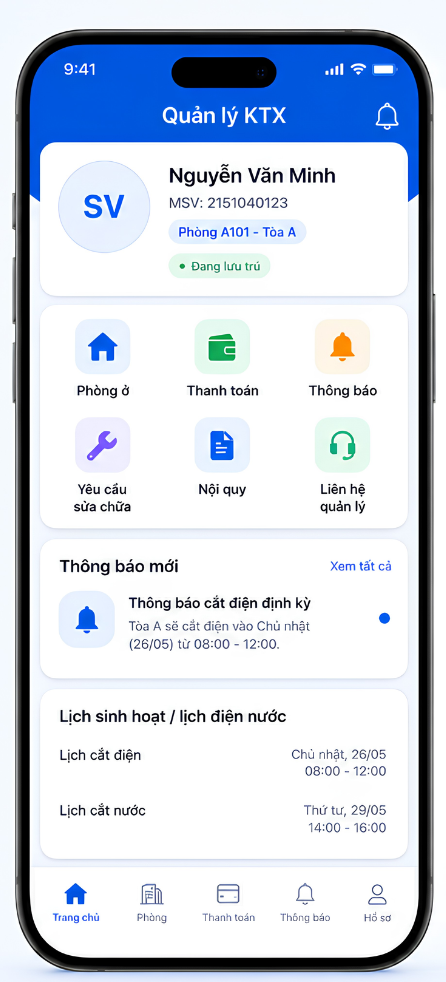 9:41
Quản lý KTX
SV
Nguyễn Văn Minh
MSV: 2151040123
Phòng A101 - Tòa A
Đang lưu trú
Phòng ở
Thanh toán
Thông báo
Yêu cầu
sửa chữa
Nội quy
Liên hệ
quản lý
Thông báo mới
Xem tất cả
Thông báo cắt điện định kỳ
Tòa A sẽ cắt điện vào Chủ nhật
(26/05) từ 08:00 - 12:00.
Lịch sinh hoạt / lịch điện nước
Lịch cắt điện
Chủ nhật, 26/05
08:00 - 12:00
Lịch cắt nước
Thứ tư, 29/05
14:00 - 16:00
Trang chủ
Phòng
Thanh toán
Thông báo
Hồ sơ